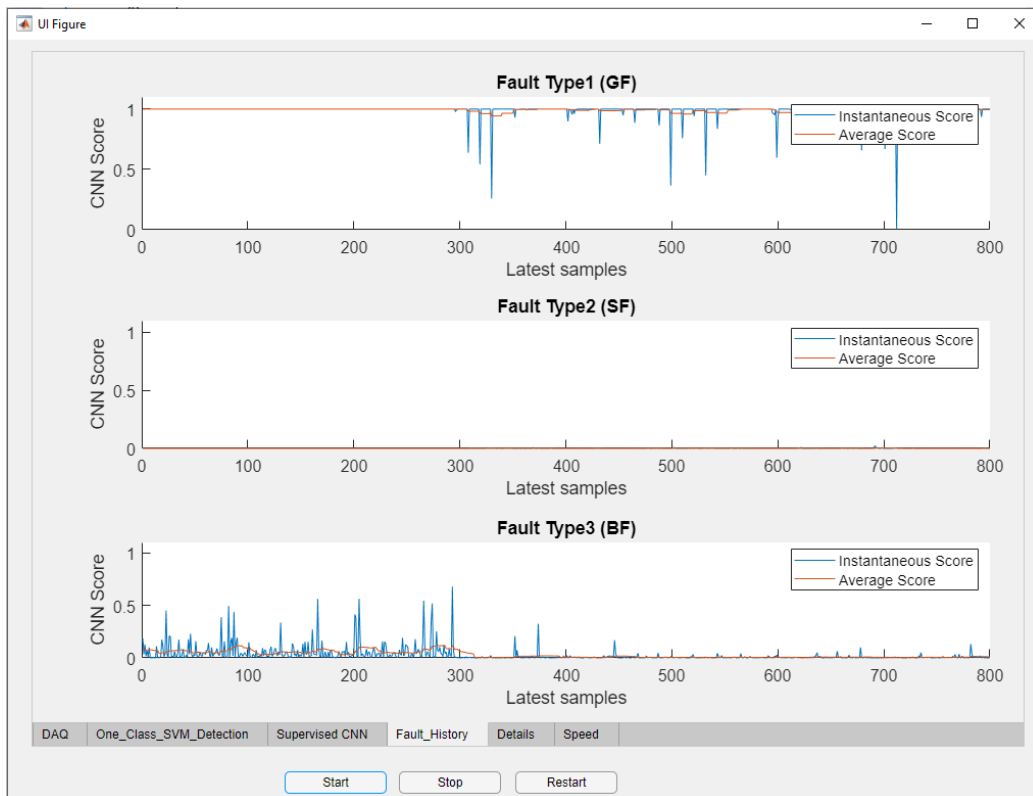 UI Figure
Fault Type1 (GF)
1
0.5
0
CNN Score
Instantaneous Score
Average Score
0 100 200 300 400 500 600 700 800
Latest samples
Fault Type2 (SF)
1
0.5
0
CNN Score
Instantaneous Score
Average Score
0 100 200 300 400 500 600 700 800
Latest samples
Fault Type3 (BF)
1
0.5
0
CNN Score
Instantaneous Score
Average Score
0 100 200 300 400 500 600 700 800
Latest samples
DAQ One_Class_SVM_Detection Supervised CNN Fault_History Details Speed
Start Stop Restart